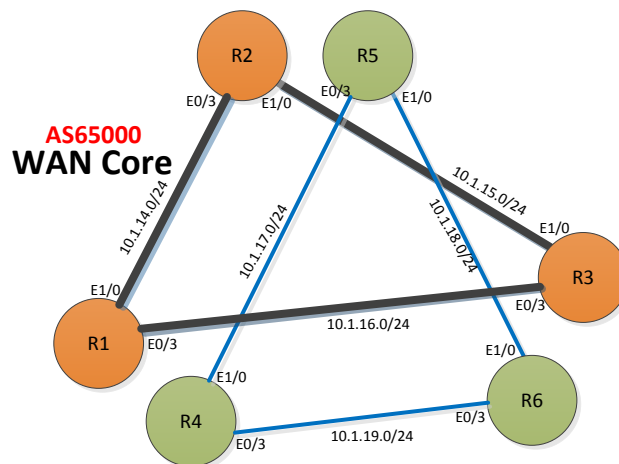 R2
R5
E0/3
E1/0
E0/3
E1/0
AS65000
WAN Core
10.1.14.0/24
10.1.17.0/24
10.1.15.0/24
10.1.18.0/24
E1/0
R3
E1/0
E0/3
R1
E0/3
10.1.16.0/24
E1/0
E1/0
R4
R6
E0/3
10.1.19.0/24
E0/3